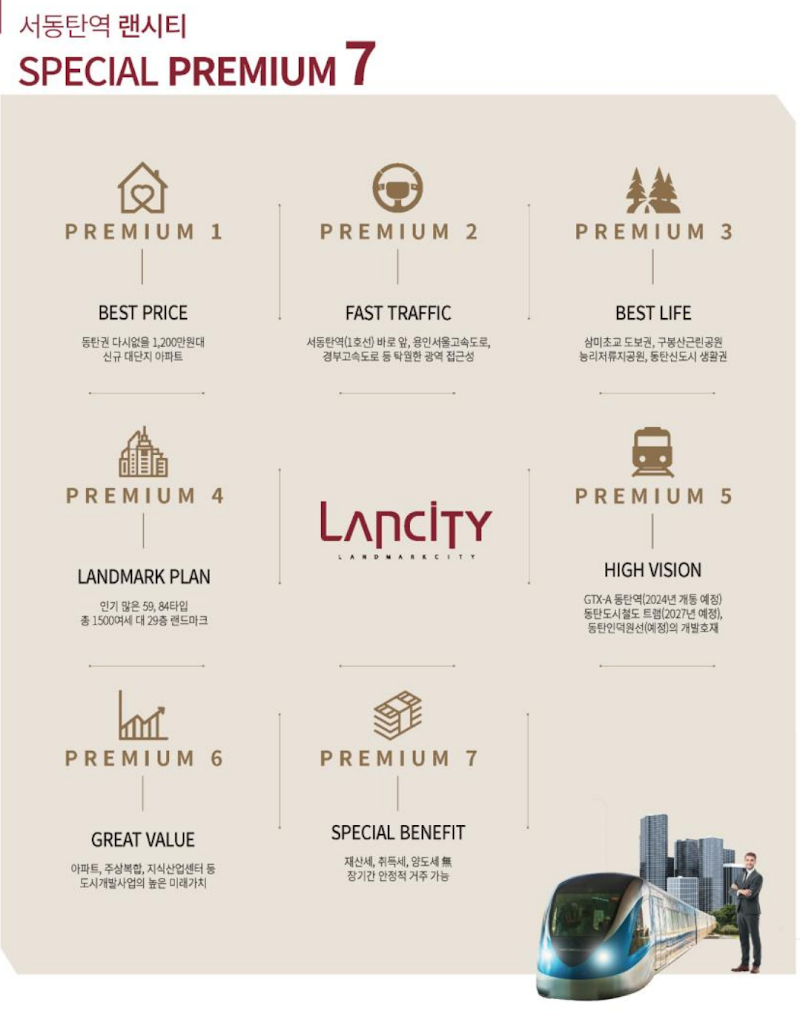 서동탄역 랜시티
SPECIAL PREMIUM 7
PREMIUM 1
BEST PRICE
동탄권 다시없을 1,200만원대
신규 대단지 아파트
PREMIUM 2
FAST TRAFFIC
서동탄역(1호선) 바로 앞, 용인서울고속도로,
경부고속도로 등 탁월한 광역 접근성
PREMIUM 3
BEST LIFE
삼미초교 도보권, 구봉산근린공원
능리저류지공원, 동탄신도시 생활권
PREMIUM 4
LANDMARK PLAN
인기 많은 59, 84타입
총 1500여세 대 29층 랜드마크
LANCITY
LANDMARKCITY
PREMIUM 5
HIGH VISION
GTX-A 동탄역(2024년 개통 예정)
동탄도시철도 트램(2027년 예정),
동탄인덕원선(예정)의 개발호재
PREMIUM 6
GREAT VALUE
아파트, 주상복합, 지식산업센터 등
도시개발사업의 높은 미래가치
PREMIUM 7
SPECIAL BENEFIT
재산세, 취득세, 양도세 無
장기간 안정적 거주 가능